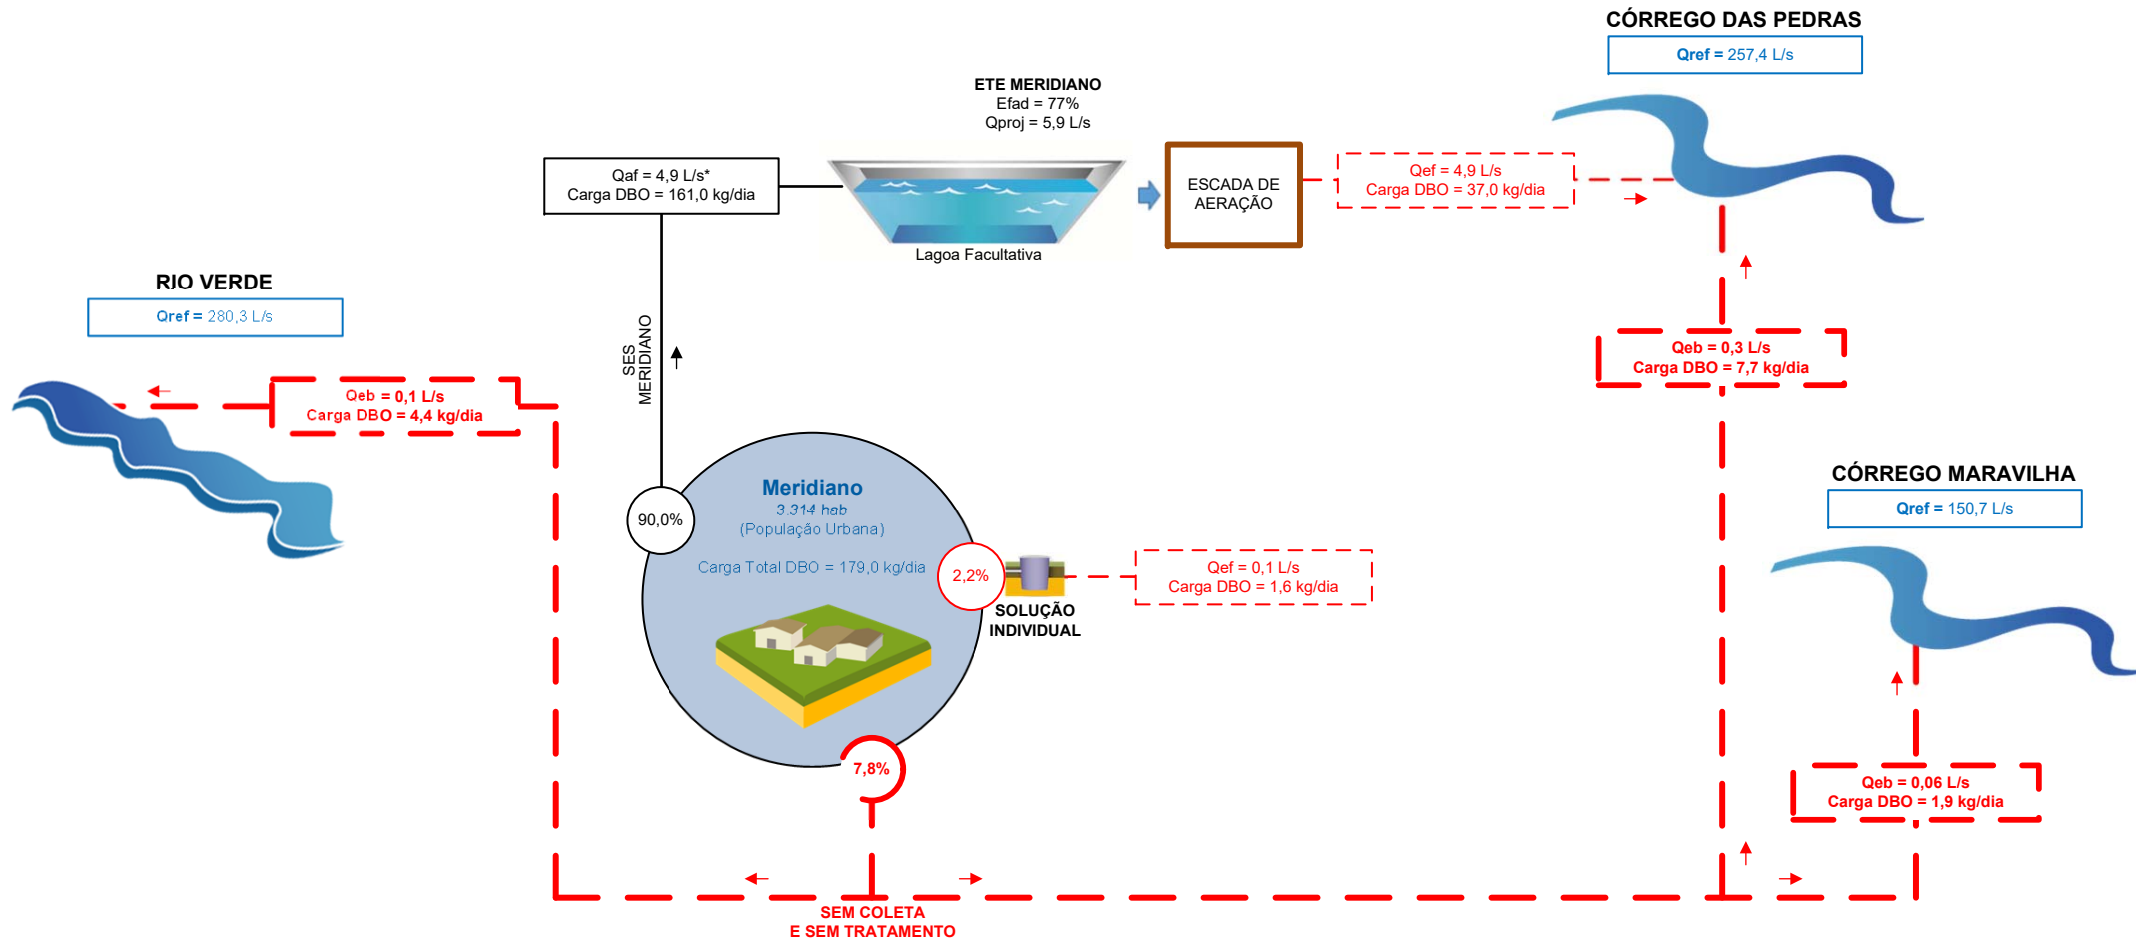 CÓRREGO DAS PEDRAS
Qref = 257,4 L/s
ETE MERIDIANO
Efad = 77%
Qproj = 5,9 L/s
Qaf = 4,9 L/s*
Carga DBO = 161,0 kg/dia
Lagoa Facultativa
ESCADA DE
AERAÇÃO
Qef = 4,9 L/s
Carga DBO = 37,0 kg/dia
RIO VERDE
Qref = 280,3 L/s
SES
MERIDIANO
Qeb = 0,1 L/s
Carga DBO = 4,4 kg/dia
Qeb = 0,3 L/s
Carga DBO = 7,7 kg/dia
CÓRREGO MARAVILHA
Qref = 150,7 L/s
90,0%
Meridiano
3.314 hab
(População Urbana)
Carga Total DBO = 179,0 kg/dia
2,2%
SOLUÇÃO
INDIVIDUAL
Qef = 0,1 L/s
Carga DBO = 1,6 kg/dia
7,8%
Qeb = 0,06 L/s
Carga DBO = 1,9 kg/dia
SEM COLETA
E SEM TRATAMENTO